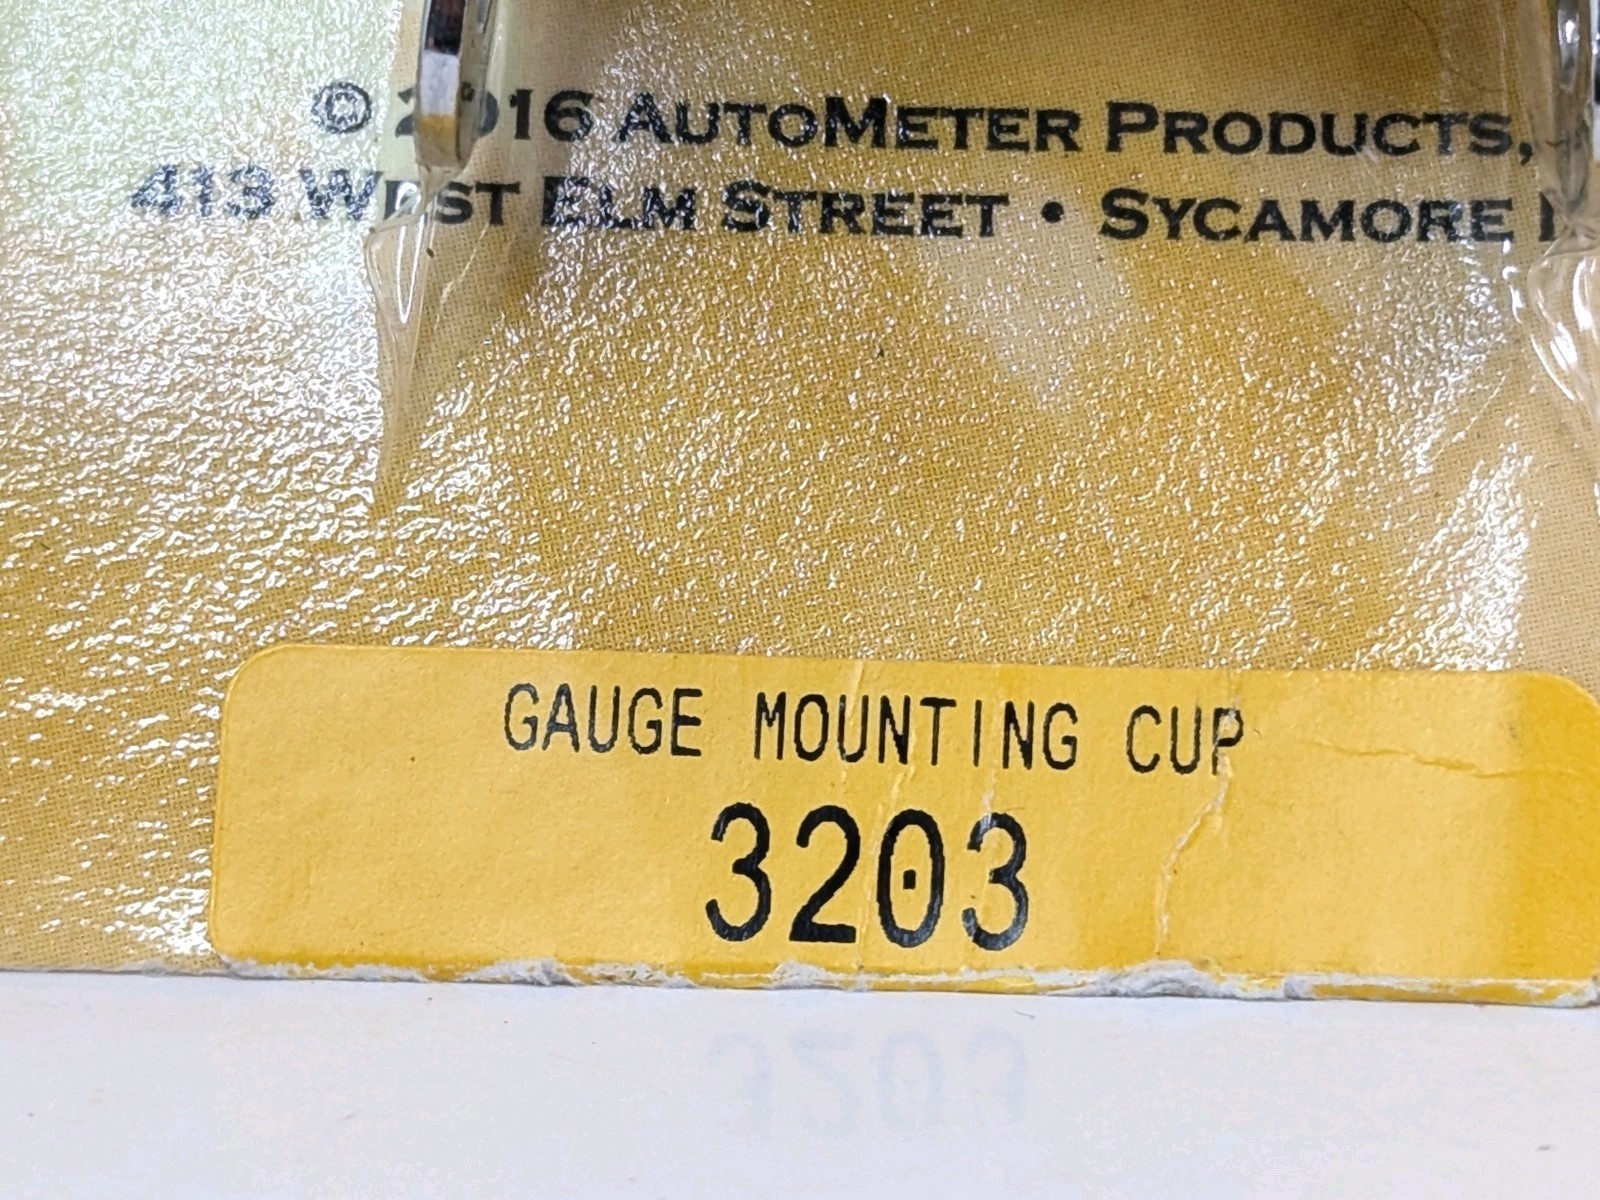 © 2016 AUTOMETER PRODUCTS,
413 WEST ELM STREET • SYCAMORE
GAUGE MOUNTING CUP
3203